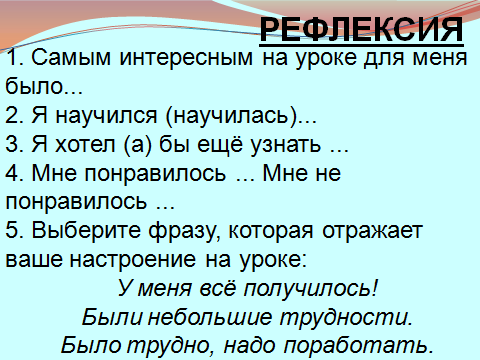 РЕФЛЕКСИЯ
1. Самым интересным на уроке для меня
было...
2. Я научился (научилась)...
3. Я хотел (а) бы ещё узнать ...
4. Мне понравилось ... Мне не
понравилось ...
5. Выберите фразу, которая отражает
ваше настроение на уроке:
У меня всё получилось!
Были небольшие трудности.
Было трудно, надо поработать.